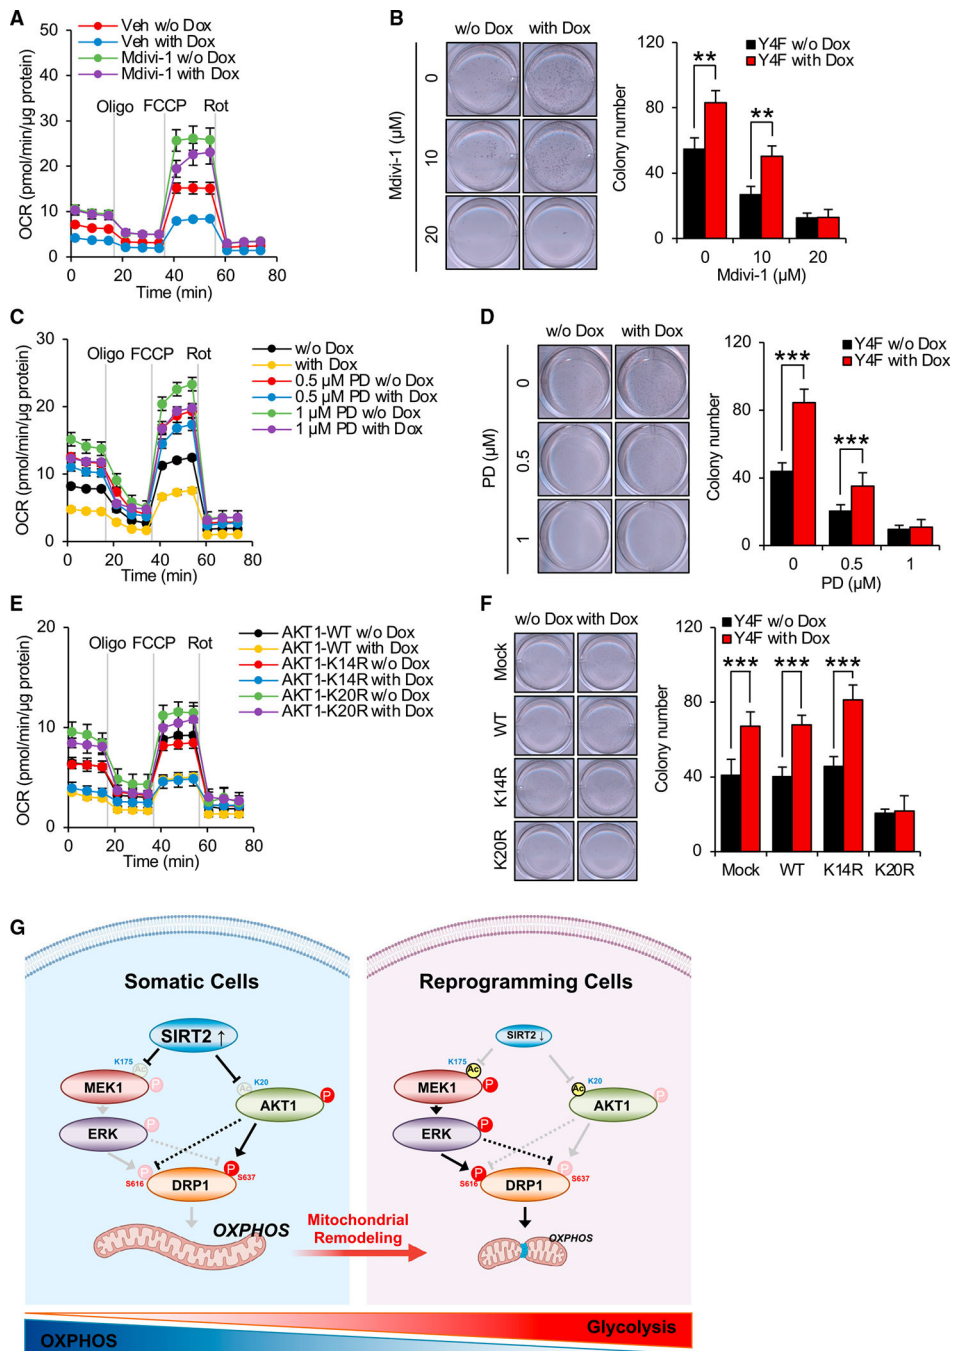 A
OCR (pmol/min/µg protein)
50
40
30
20
10
0
Veh w/o Dox
Veh with Dox
Mdivi-1 w/o Dox
Mdivi-1 with Dox
Oligo FCCP Rot
0 20 40 60 80
Time (min)
B
w/o Dox with Dox
Mdivi-1 (µM)
0
10
20
Colony number
120
80
40
0
Y4F w/o Dox
Y4F with Dox
**
**
0 10 20
Mdivi-1 (µM)
C
OCR (pmol/min/µg protein)
30
20
10
0
Oligo FCCP Rot
w/o Dox
with Dox
0.5 µM PD w/o Dox
0.5 µM PD with Dox
1 µM PD w/o Dox
1 µM PD with Dox
0 20 40 60 80
Time (min)
D
w/o Dox with Dox
PD (µM)
0
0.5
1
Colony number
120
80
40
0
Y4F w/o Dox
Y4F with Dox
***
***
0 0.5 1
PD (µM)
E
OCR (pmol/min/µg protein)
20
10
0
Oligo FCCP Rot
AKT1-WT w/o Dox
AKT1-WT with Dox
AKT1-K14R w/o Dox
AKT1-K14R with Dox
AKT1-K20R w/o Dox
AKT1-K20R with Dox
0 20 40 60 80
Time (min)
F
w/o Dox with Dox
Mock
WT
K14R
K20R
Colony number
120
80
40
0
Y4F w/o Dox
Y4F with Dox
*** *** ***
Mock WT K14R K20R
G
Somatic Cells
SIRT2 ↑
K175
Ac
P
MEK1
K20
Ac
P
AKT1
P
ERK
P
S616
P
S637
DRP1
OXPHOS
Mitochondrial
Remodeling
Reprogramming Cells
SIRT2 ↓
K175
Ac
P
MEK1
K20
Ac
P
AKT1
P
ERK
P
S616
P
S637
DRP1
OXPHOS
Glycolysis
OXPHOS